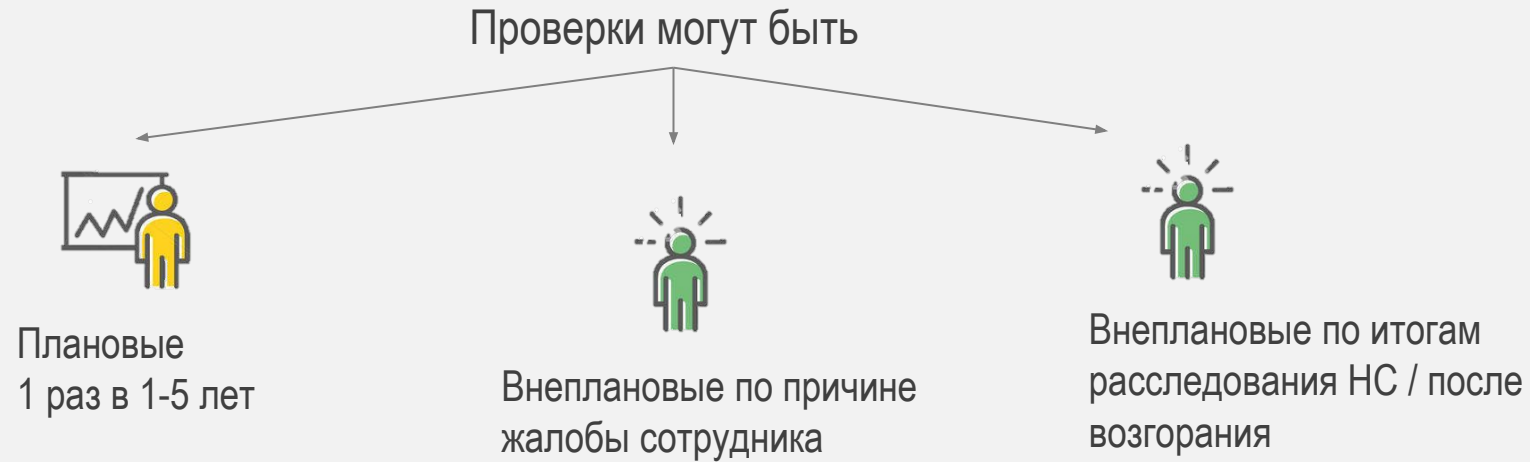 Проверки могут быть
Плановые
1 раз в 1-5 лет
Внеплановые по причине
жалобы сотрудника
Внеплановые по итогам
расследования НС / после
возгорания